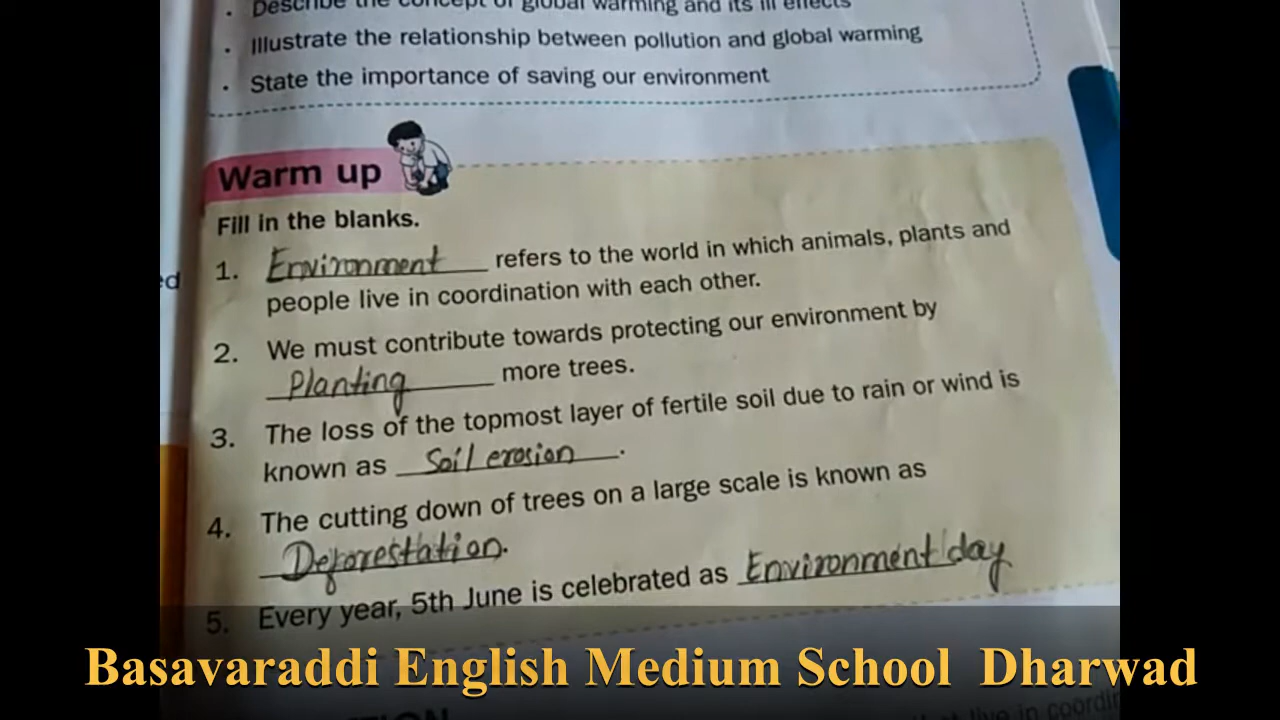 Describe the concept of global warming and its ill effects
• Illustrate the relationship between pollution and global warming
• State the importance of saving our environment
Warm up
Fill in the blanks.
1. Environment refers to the world in which animals, plants and
people live in coordination with each other.
2. We must contribute towards protecting our environment by
Planting more trees.
3. The loss of the topmost layer of fertile soil due to rain or wind is
known as Soil erosion.
4. The cutting down of trees on a large scale is known as
Deforestation.
5. Every year, 5th June is celebrated as Environment day
Basavaraddi English Medium School Dharwad
live in